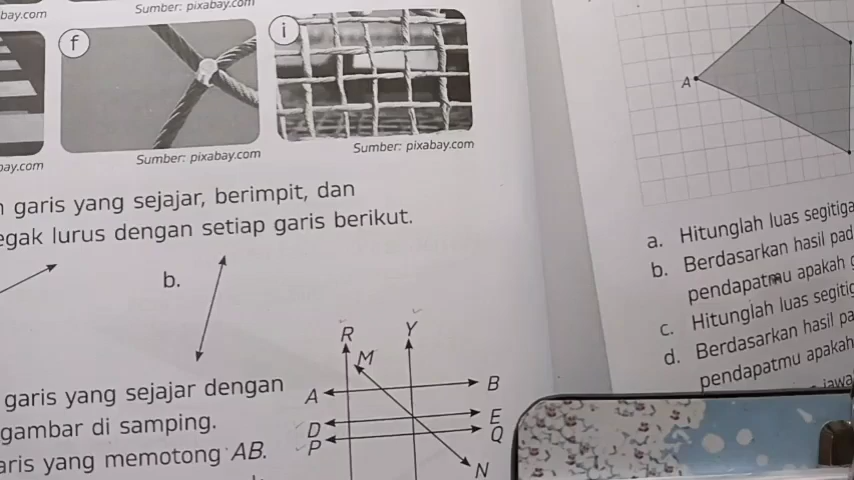 bay.com
Sumber: pixabay.com
f
i
bay.com
Sumber: pixabay.com
Sumber: pixabay.com
garis yang sejajar, berimpit, dan
egak lurus dengan setiap garis berikut.
b.
garis yang sejajar dengan
gambar di samping.
aris yang memotong AB.
R
Y
M
A
B
D
E
P
Q
N
A
a. Hitunglah luas segitiga
b. Berdasarkan hasil pad
pendapatmu apakah
c. Hitunglah luas segitig
d. Berdasarkan hasil pa
pendapatmu apakah
jawa